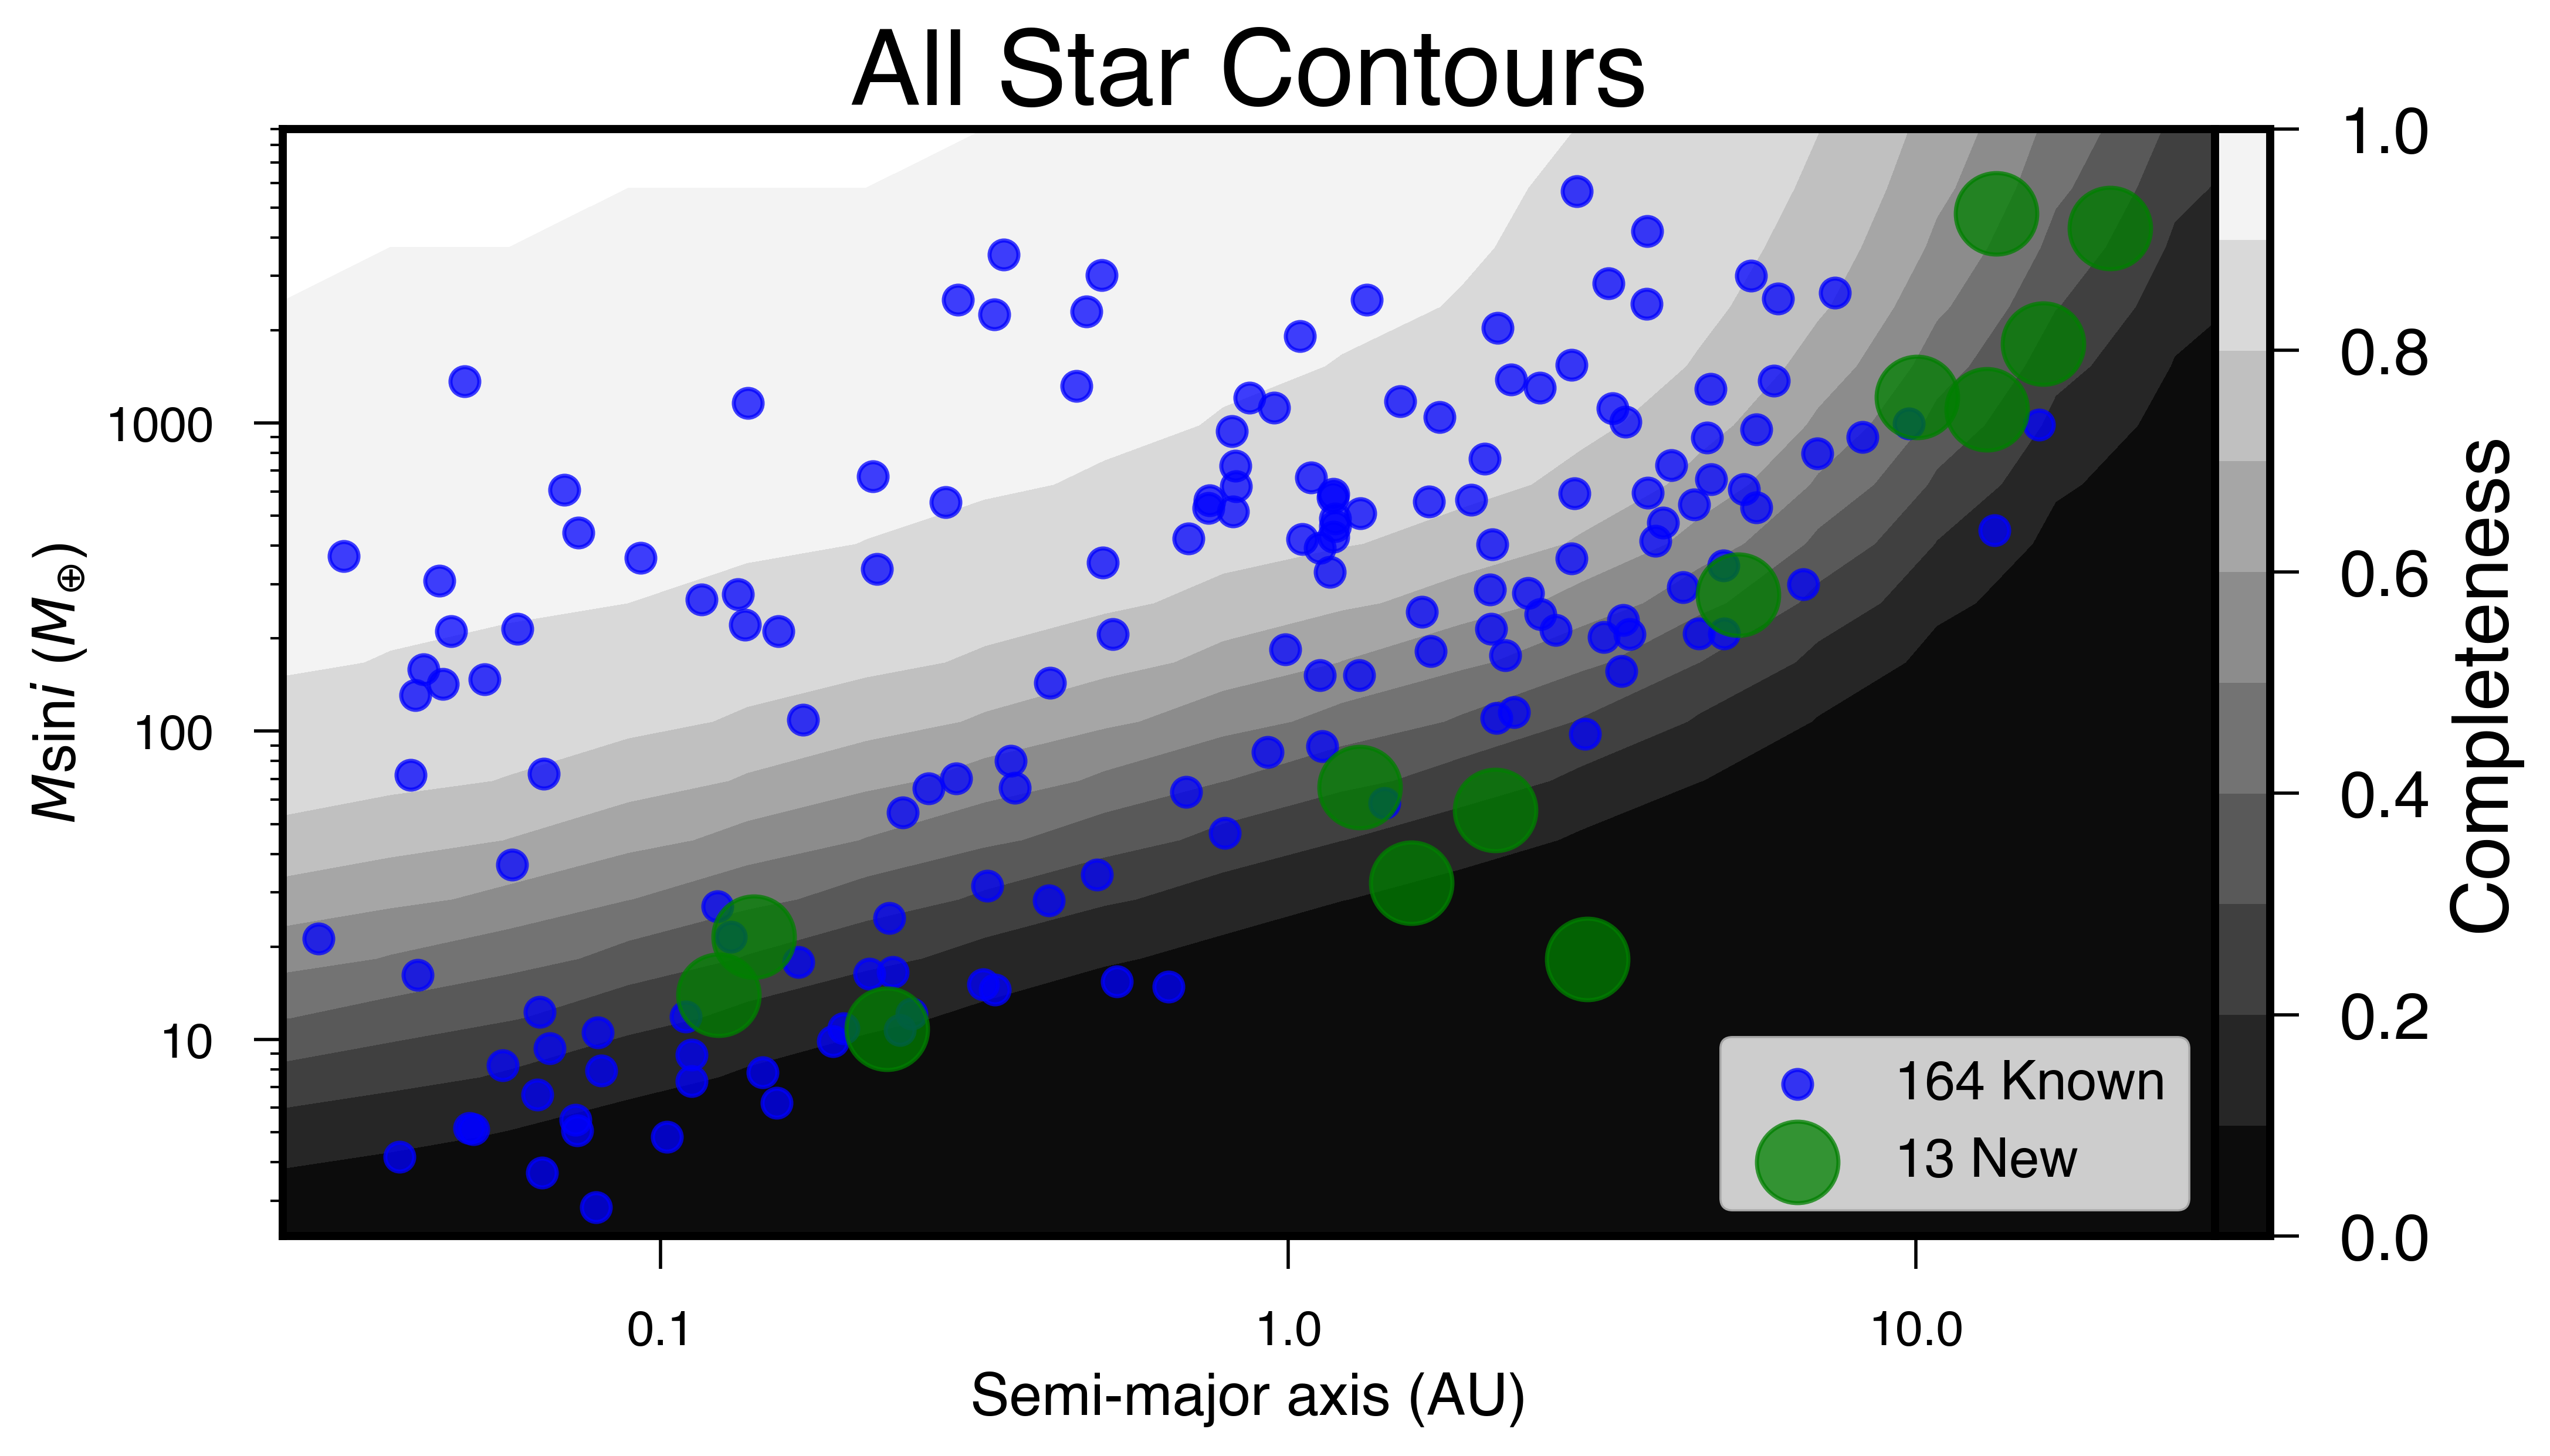 All Star Contours
1000
100
10
Msini (M⊕)
0.1
1.0
10.0
Semi-major axis (AU)
164 Known
13 New
1.0
0.8
0.6
0.4
0.2
0.0
Completeness